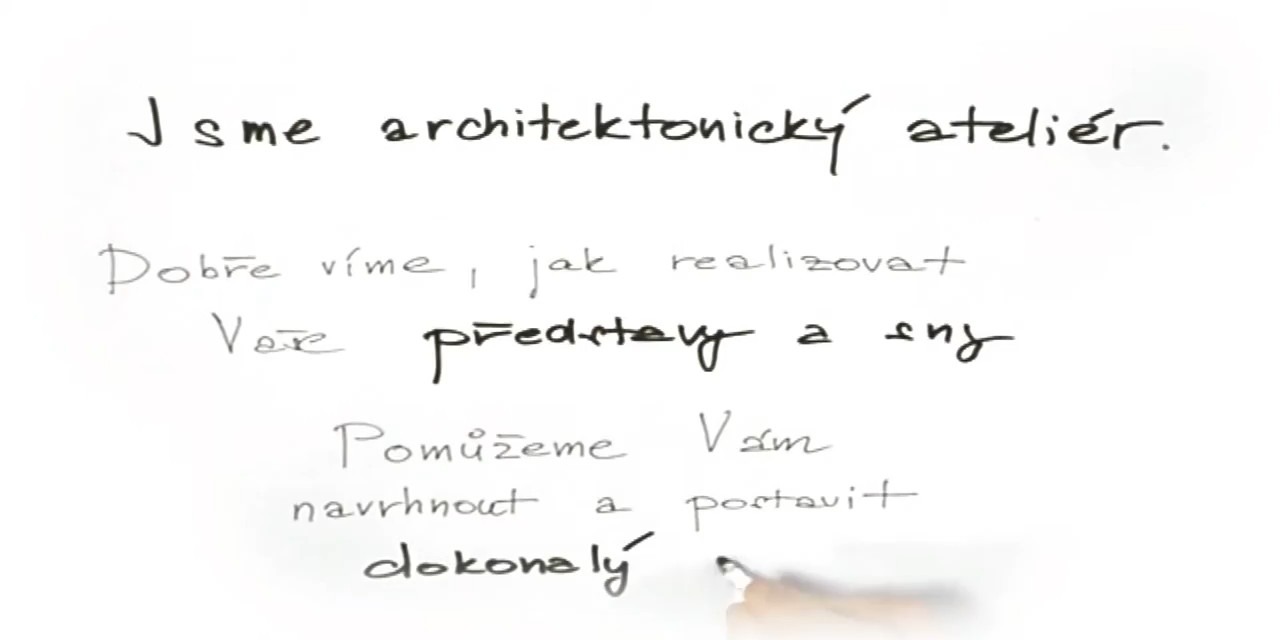 Jsme architektonický ateliér.
Dobře víme, jak realizovat
Vaše představy a sny
Pomůžeme Vám
navrhnout a postavit
dokonalý